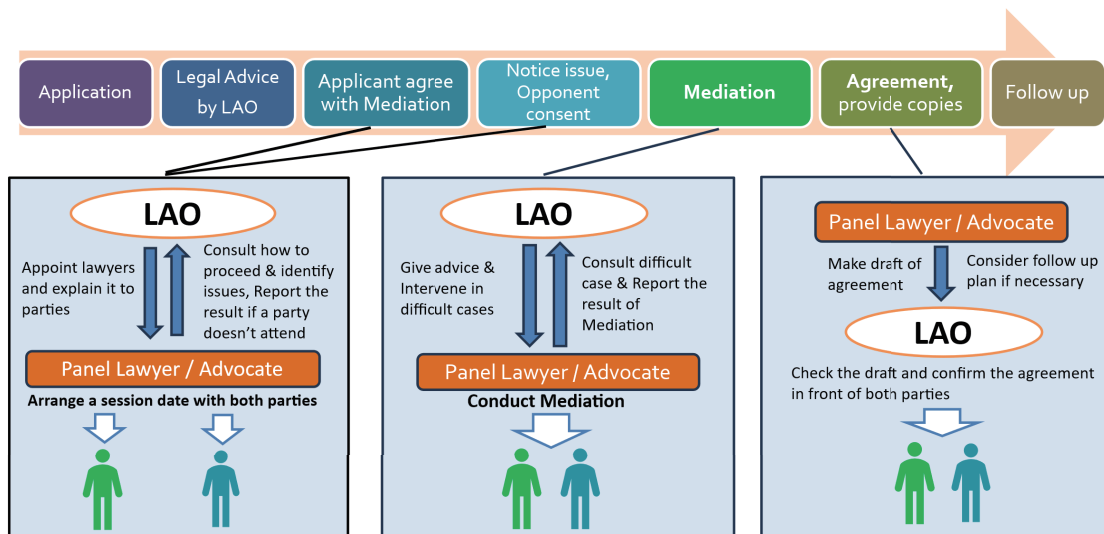 Application
Legal Advice
by LAO
Applicant agree
with Mediation
Notice issue,
Opponent
consent
Mediation
Agreement,
provide copies
Follow up
LAO
Appoint lawyers
and explain it to
parties
Consult how to
proceed & identify
issues, Report the
result if a party
doesn't attend
Panel Lawyer / Advocate
Arrange a session date with both parties
LAO
Give advice &
Intervene in
difficult cases
Consult difficult
case & Report the
result of
Mediation
Panel Lawyer / Advocate
Conduct Mediation
Panel Lawyer / Advocate
Make draft of
agreement
Consider follow up
plan if necessary
LAO
Check the draft and confirm the agreement
in front of both parties